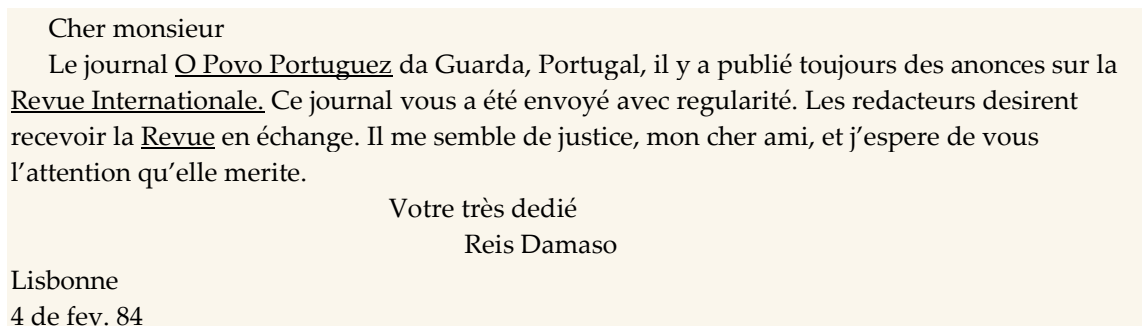 Cher monsieur
Le journal O Povo Portuguez da Guarda, Portugal, il y a publié toujours des anonces sur la
Revue Internationale. Ce journal vous a été envoyé avec regularité. Les redacteurs desirent
recevoir la Revue en échange. Il me semble de justice, mon cher ami, et j’espere de vous
l’attention qu’elle merite.
Votre très dedié
Reis Damaso
Lisbonne
4 de fev. 84